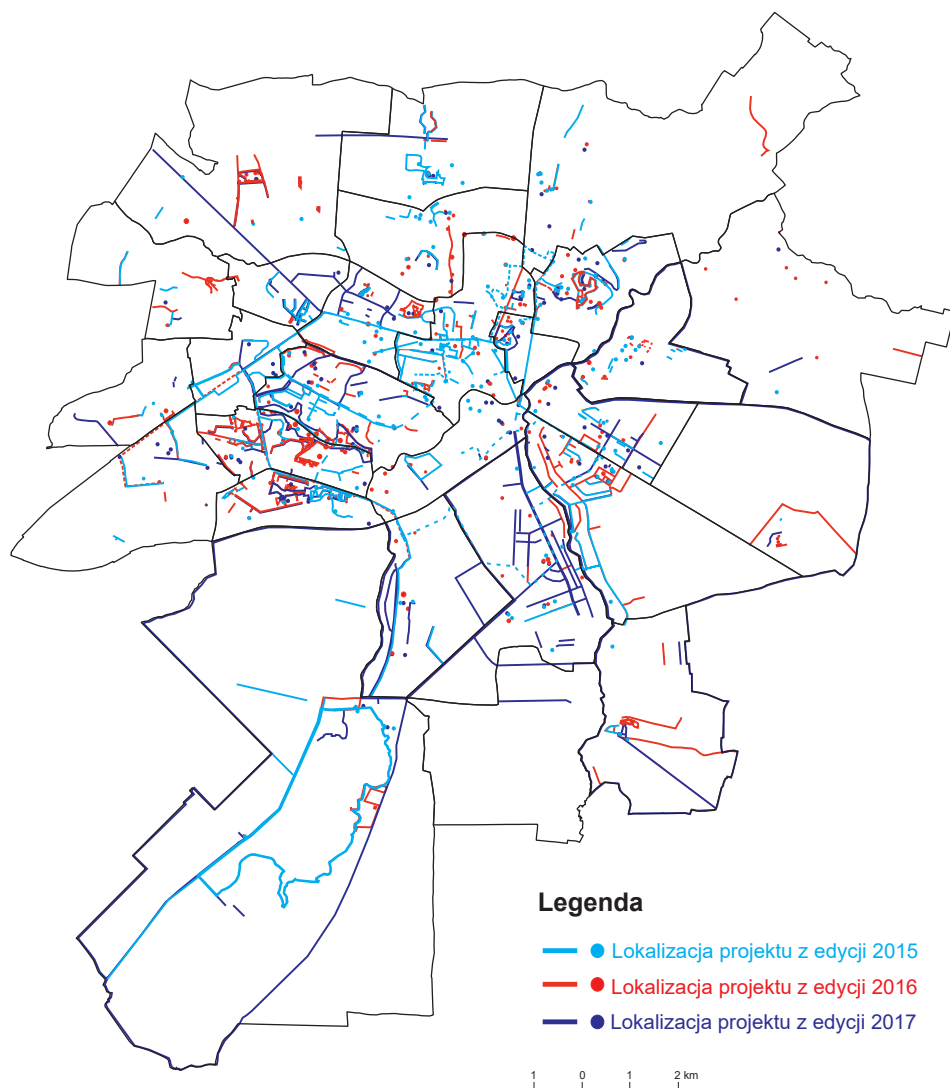 Legenda
Lokalizacja projektu z edycji 2015
Lokalizacja projektu z edycji 2016
Lokalizacja projektu z edycji 2017
1 0 1 2 km